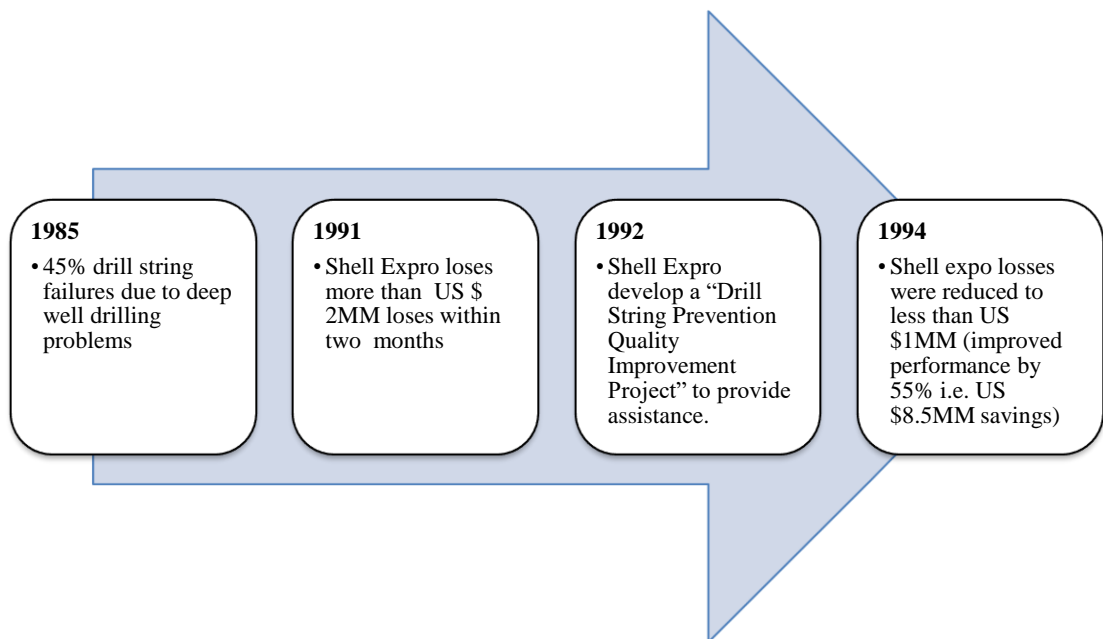 1985
• 45% drill string
failures due to deep
well drilling
problems
1991
• Shell Expro loses
more than  US $
2MM loses within
two  months
1992
• Shell Expro
develop a “Drill
String Prevention
Quality
Improvement
Project” to provide
assistance.
1994
• Shell expo losses
were reduced to
less than US
$1MM (improved
performance by
55% i.e. US
$8.5MM savings)